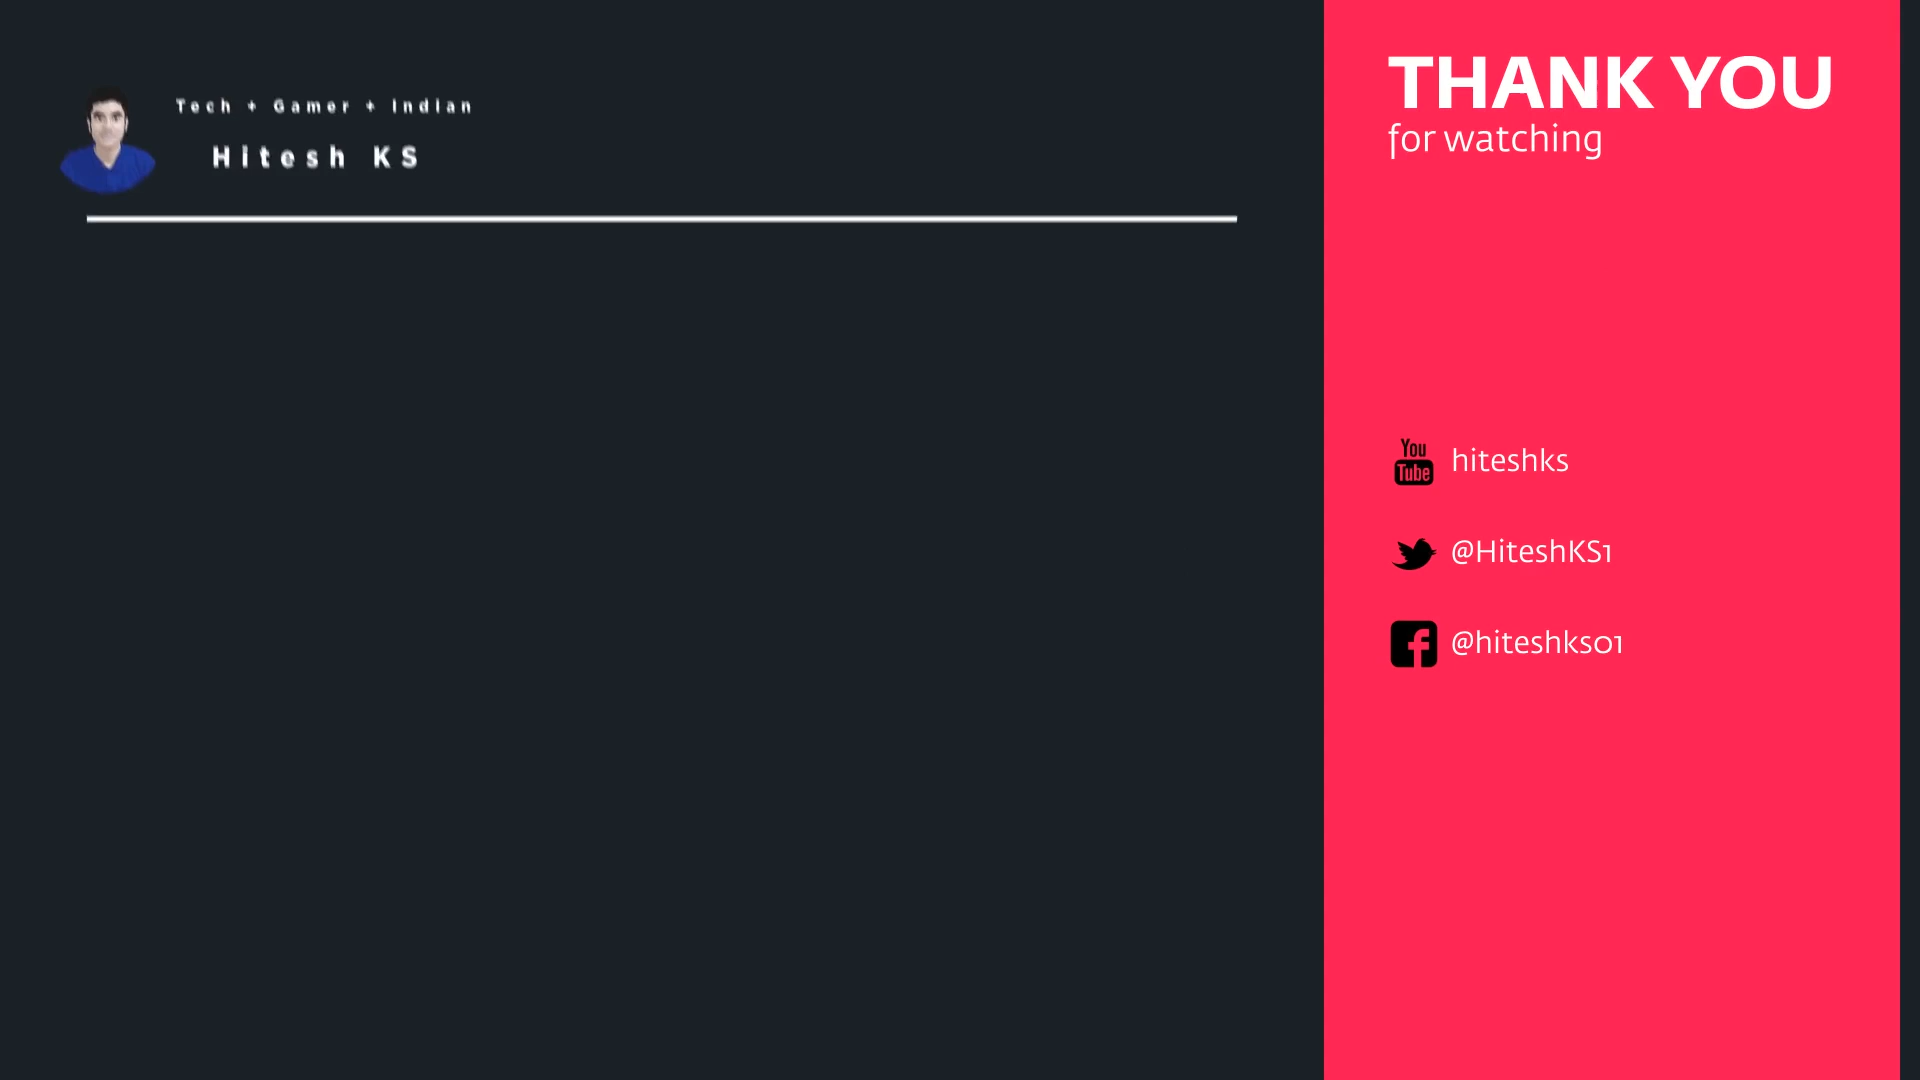 Tech + Gamer + Indian
Hitesh KS
THANK YOU
for watching
You
Tube
hiteshks
@HiteshKS1
@hiteshks01